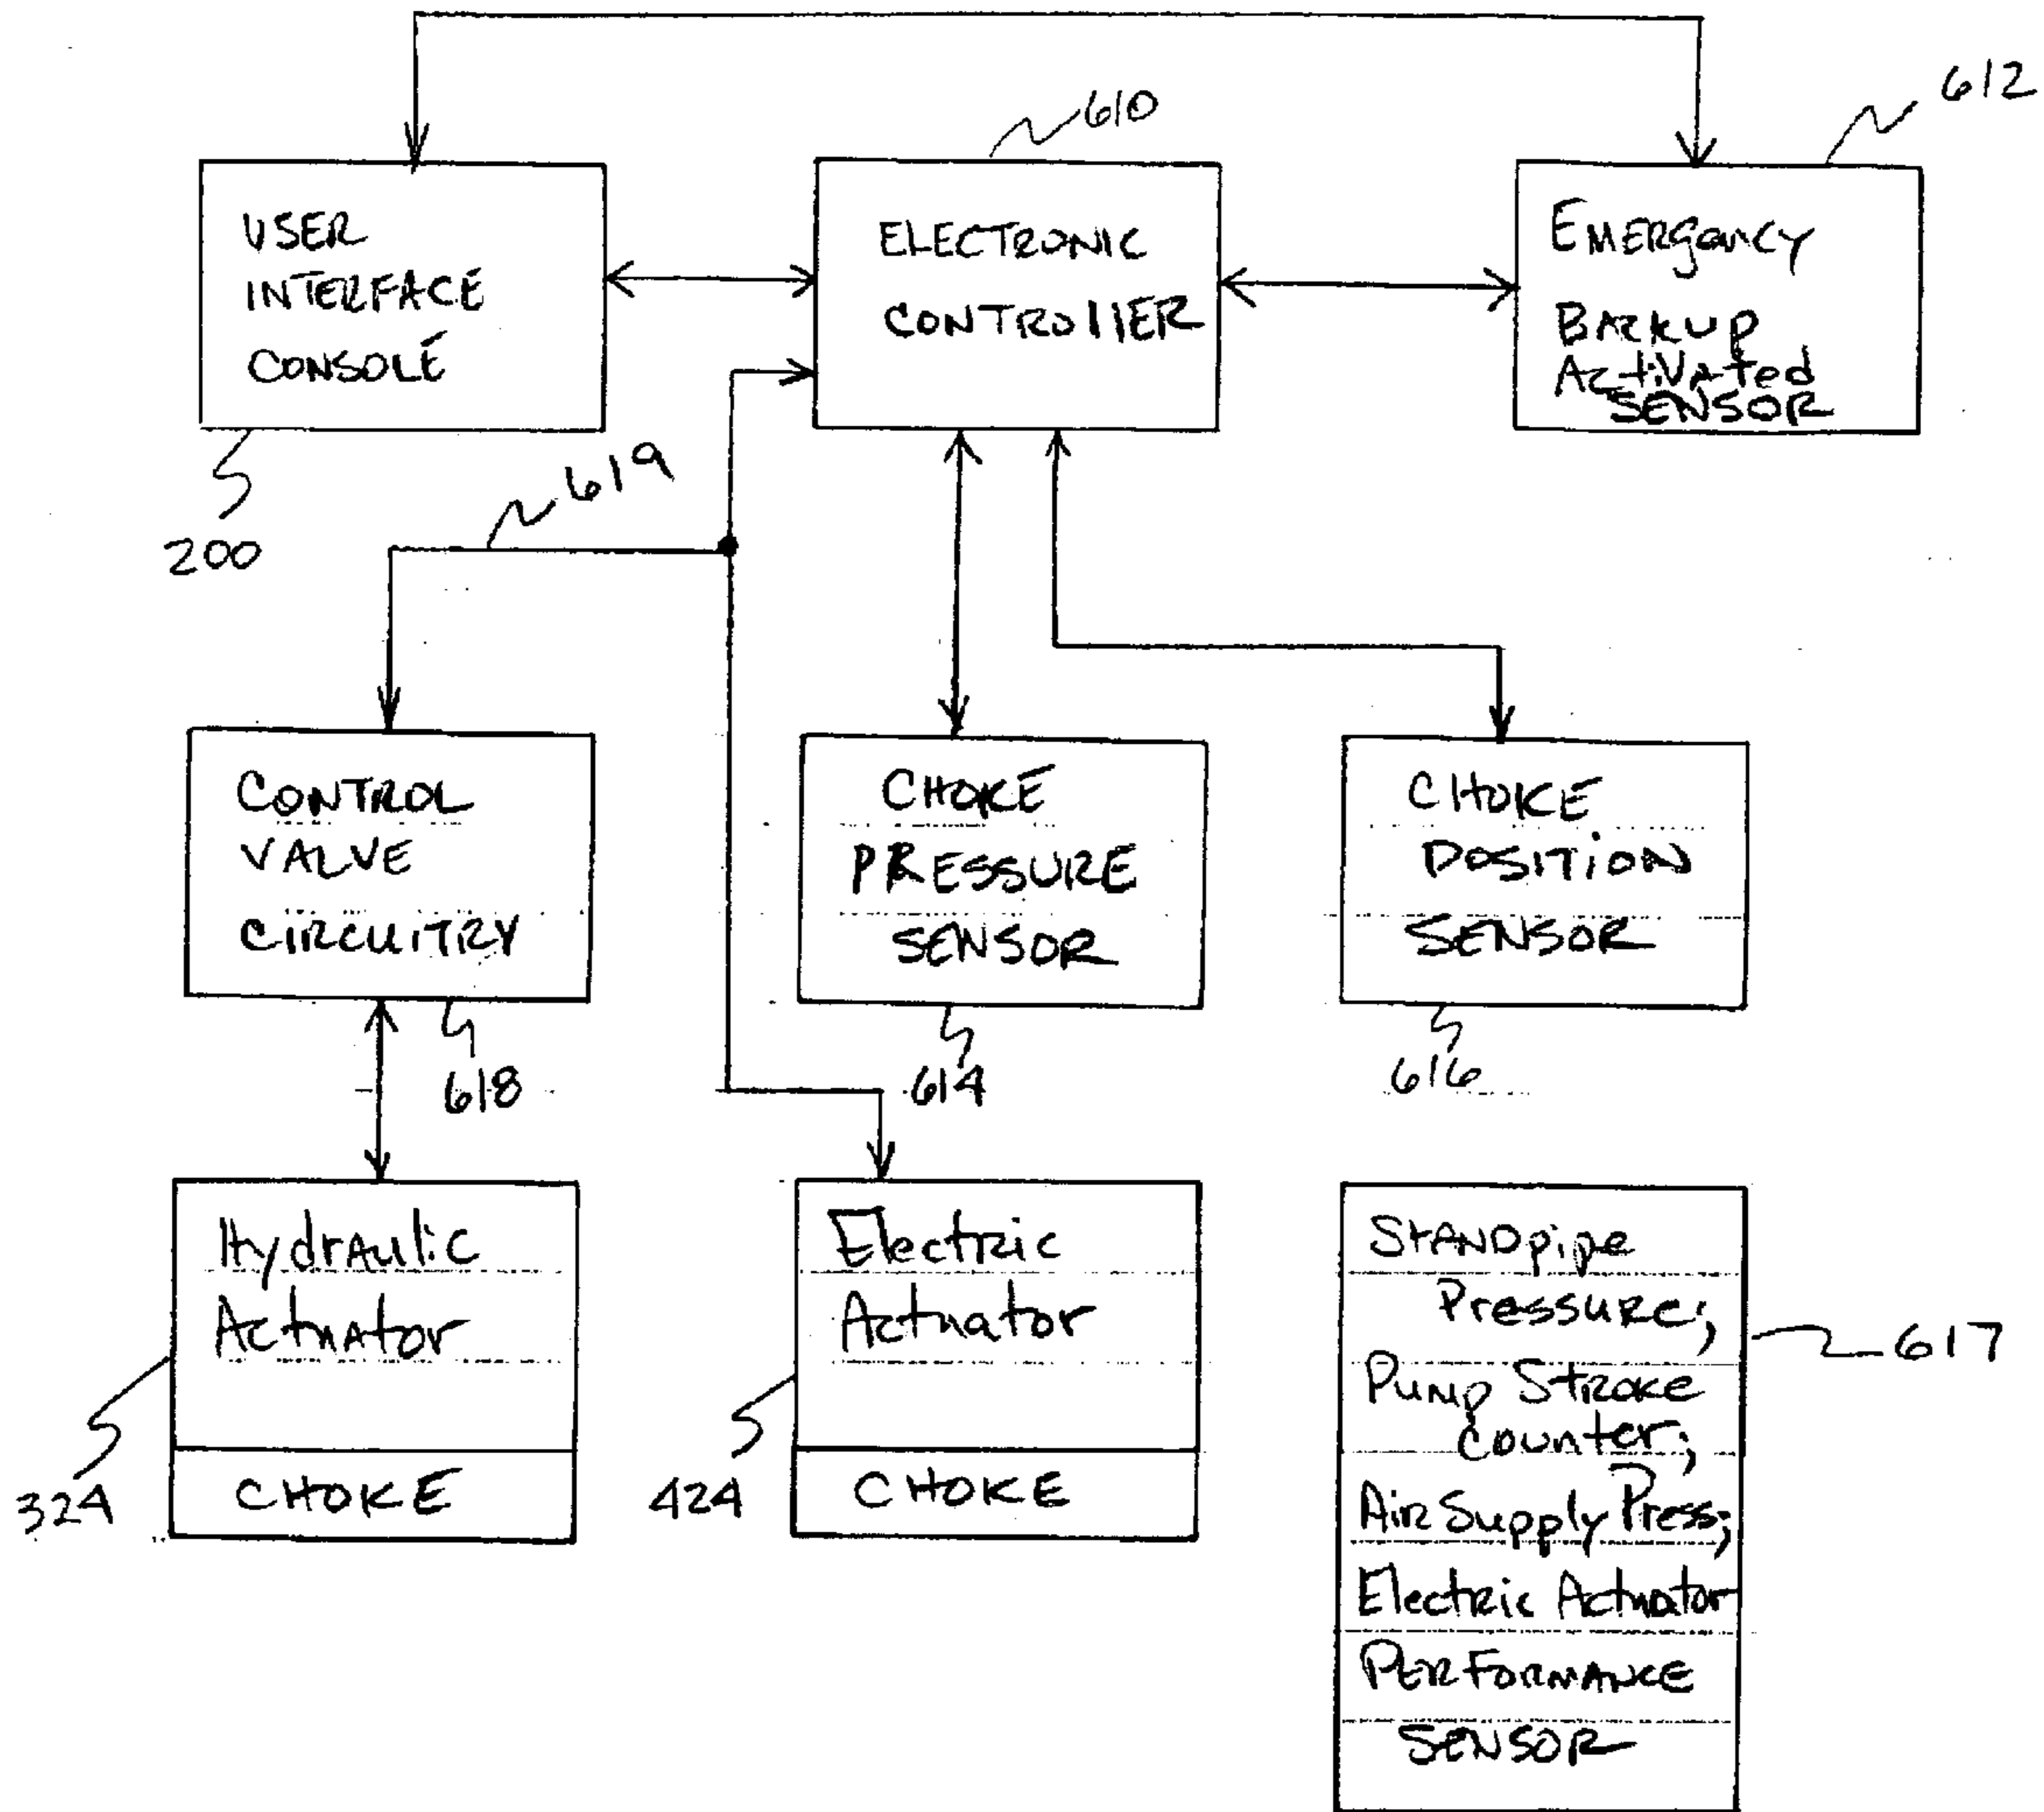 610
612
USER
INTERFACE
CONSOLE
ELECTRONIC
CONTROllER
EMERgency
BACKUP
ActiVAted
SENSOR
200
619
CONTROL
VALVE
CIRCUITRY
CHOKE
PRESSURE
SENSOR
CHOKE
POSITION
SENSOR
618
614
616
HydrAulic
Actuator
CHOKE
324
Electric
Actuator
CHOKE
424
STANDpipe
Pressure;
Pump Stroke
counter;
Air Supply Press;
Electric Actuator
PERFORMANCE
SENSOR
617